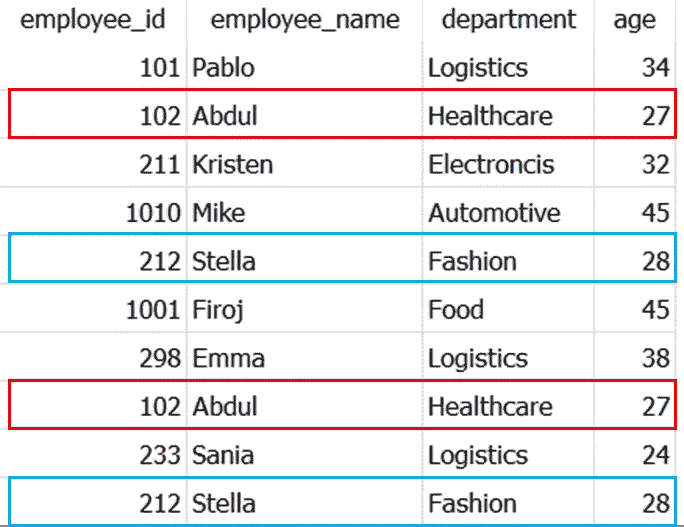 employee_id employee_name department age
101 Pablo Logistics 34
102 Abdul Healthcare 27
211 Kristen Electroncis 32
1010 Mike Automotive 45
212 Stella Fashion 28
1001 Firoj Food 45
298 Emma Logistics 38
102 Abdul Healthcare 27
233 Sania Logistics 24
212 Stella Fashion 28